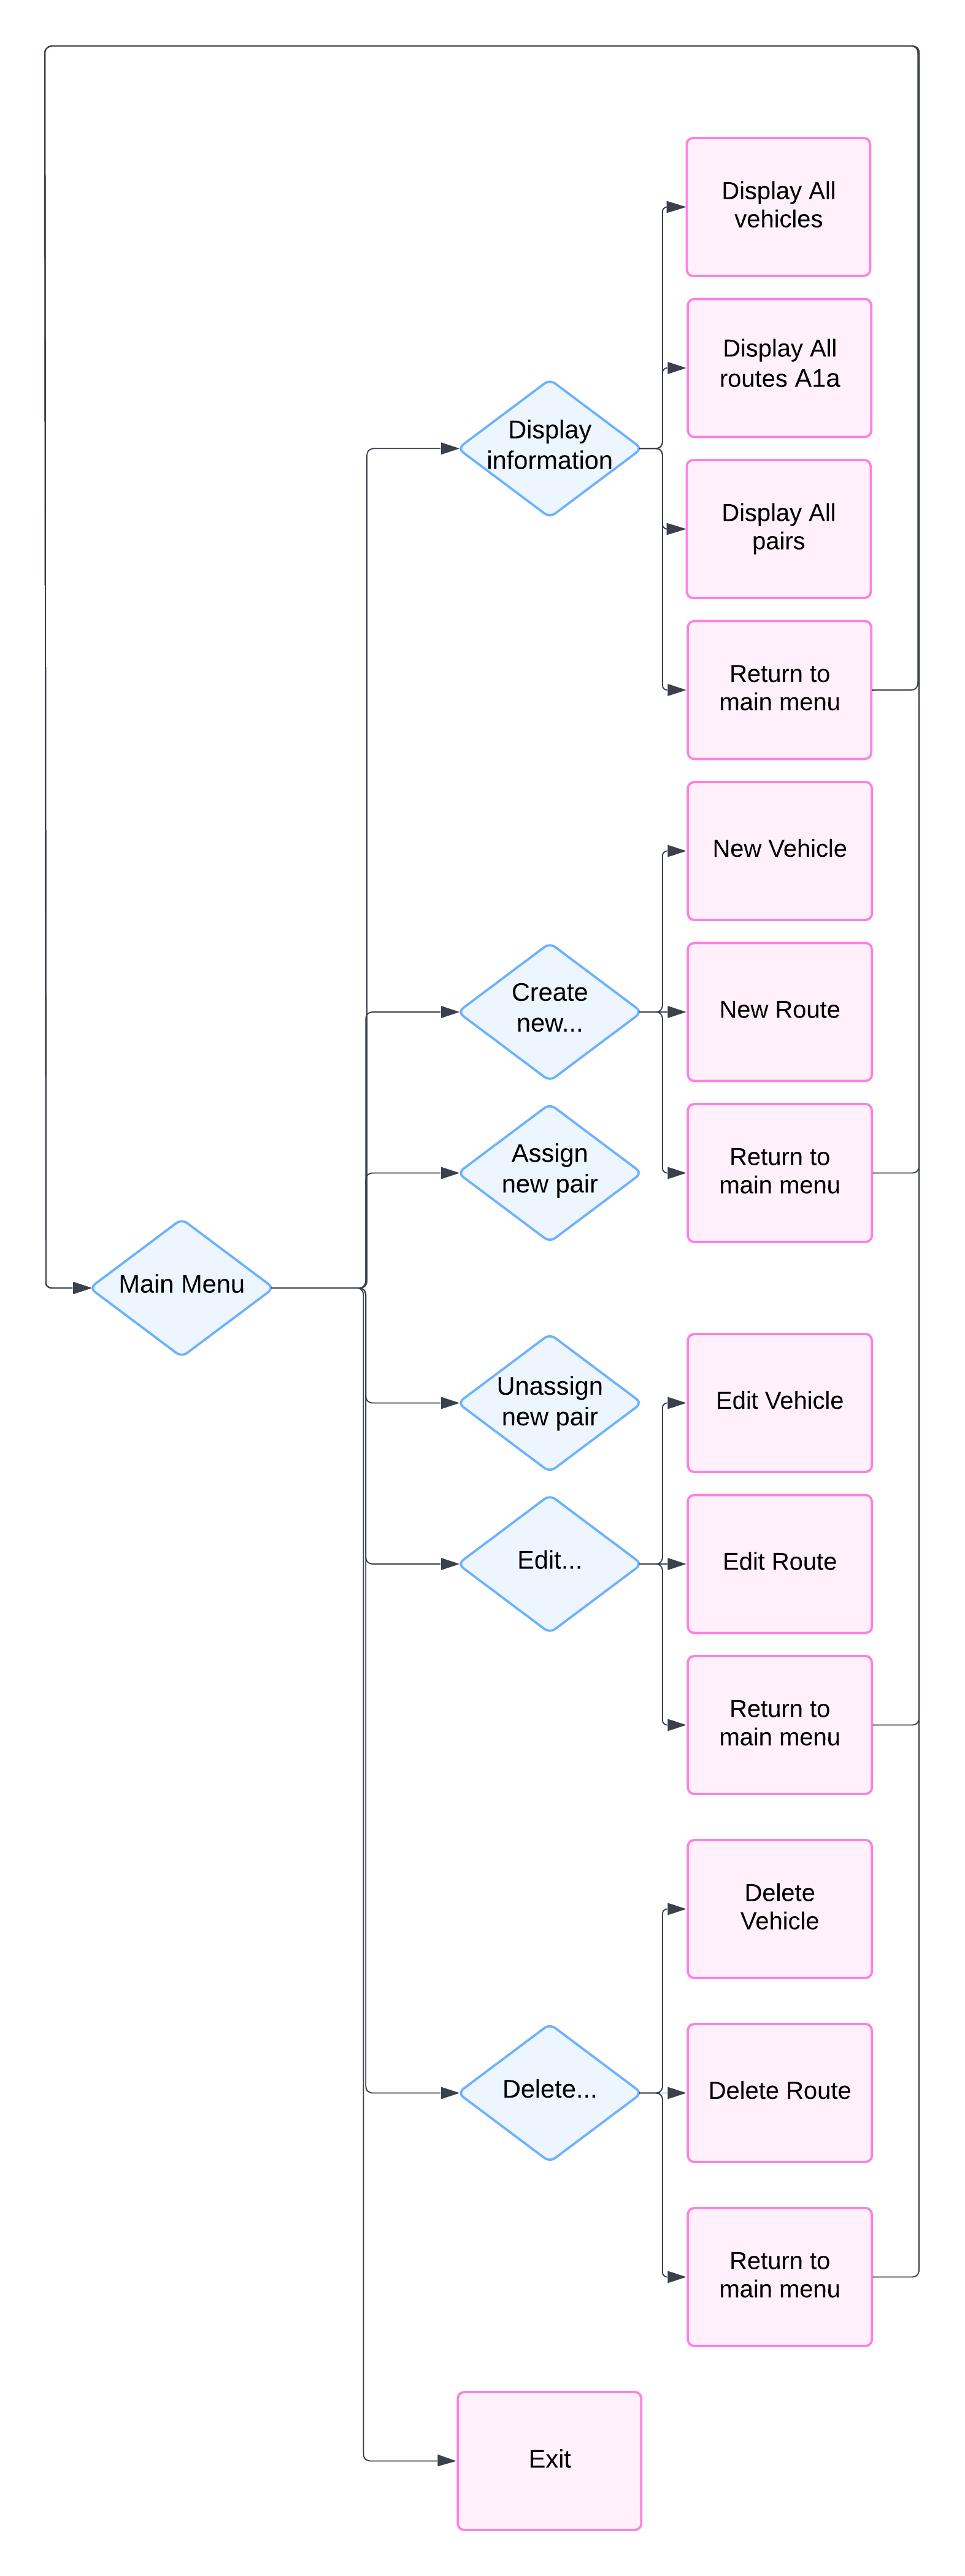 Display All
vehicles
Display All
routes A1a
Display
information
Display All
pairs
Return to
main menu
New Vehicle
Create
new...
New Route
Assign
new pair
Return to
main menu
Main Menu
Unassign
new pair
Edit Vehicle
Edit...
Edit Route
Return to
main menu
Delete
Vehicle
Delete...
Delete Route
Return to
main menu
Exit